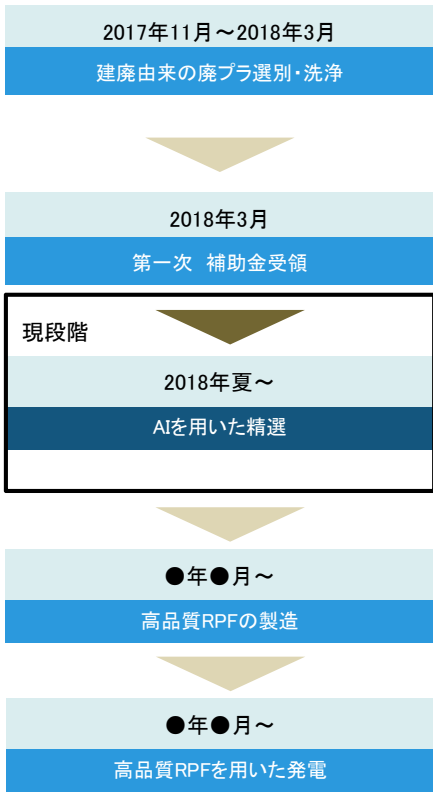 2017年11月～2018年3月
建廃由来の廃プラ選別・洗浄
2018年3月
第一次　補助金受領
現段階
2018年夏～
AIを用いた精選
●年●月～
高品質RPFの製造
●年●月～
高品質RPFを用いた発電